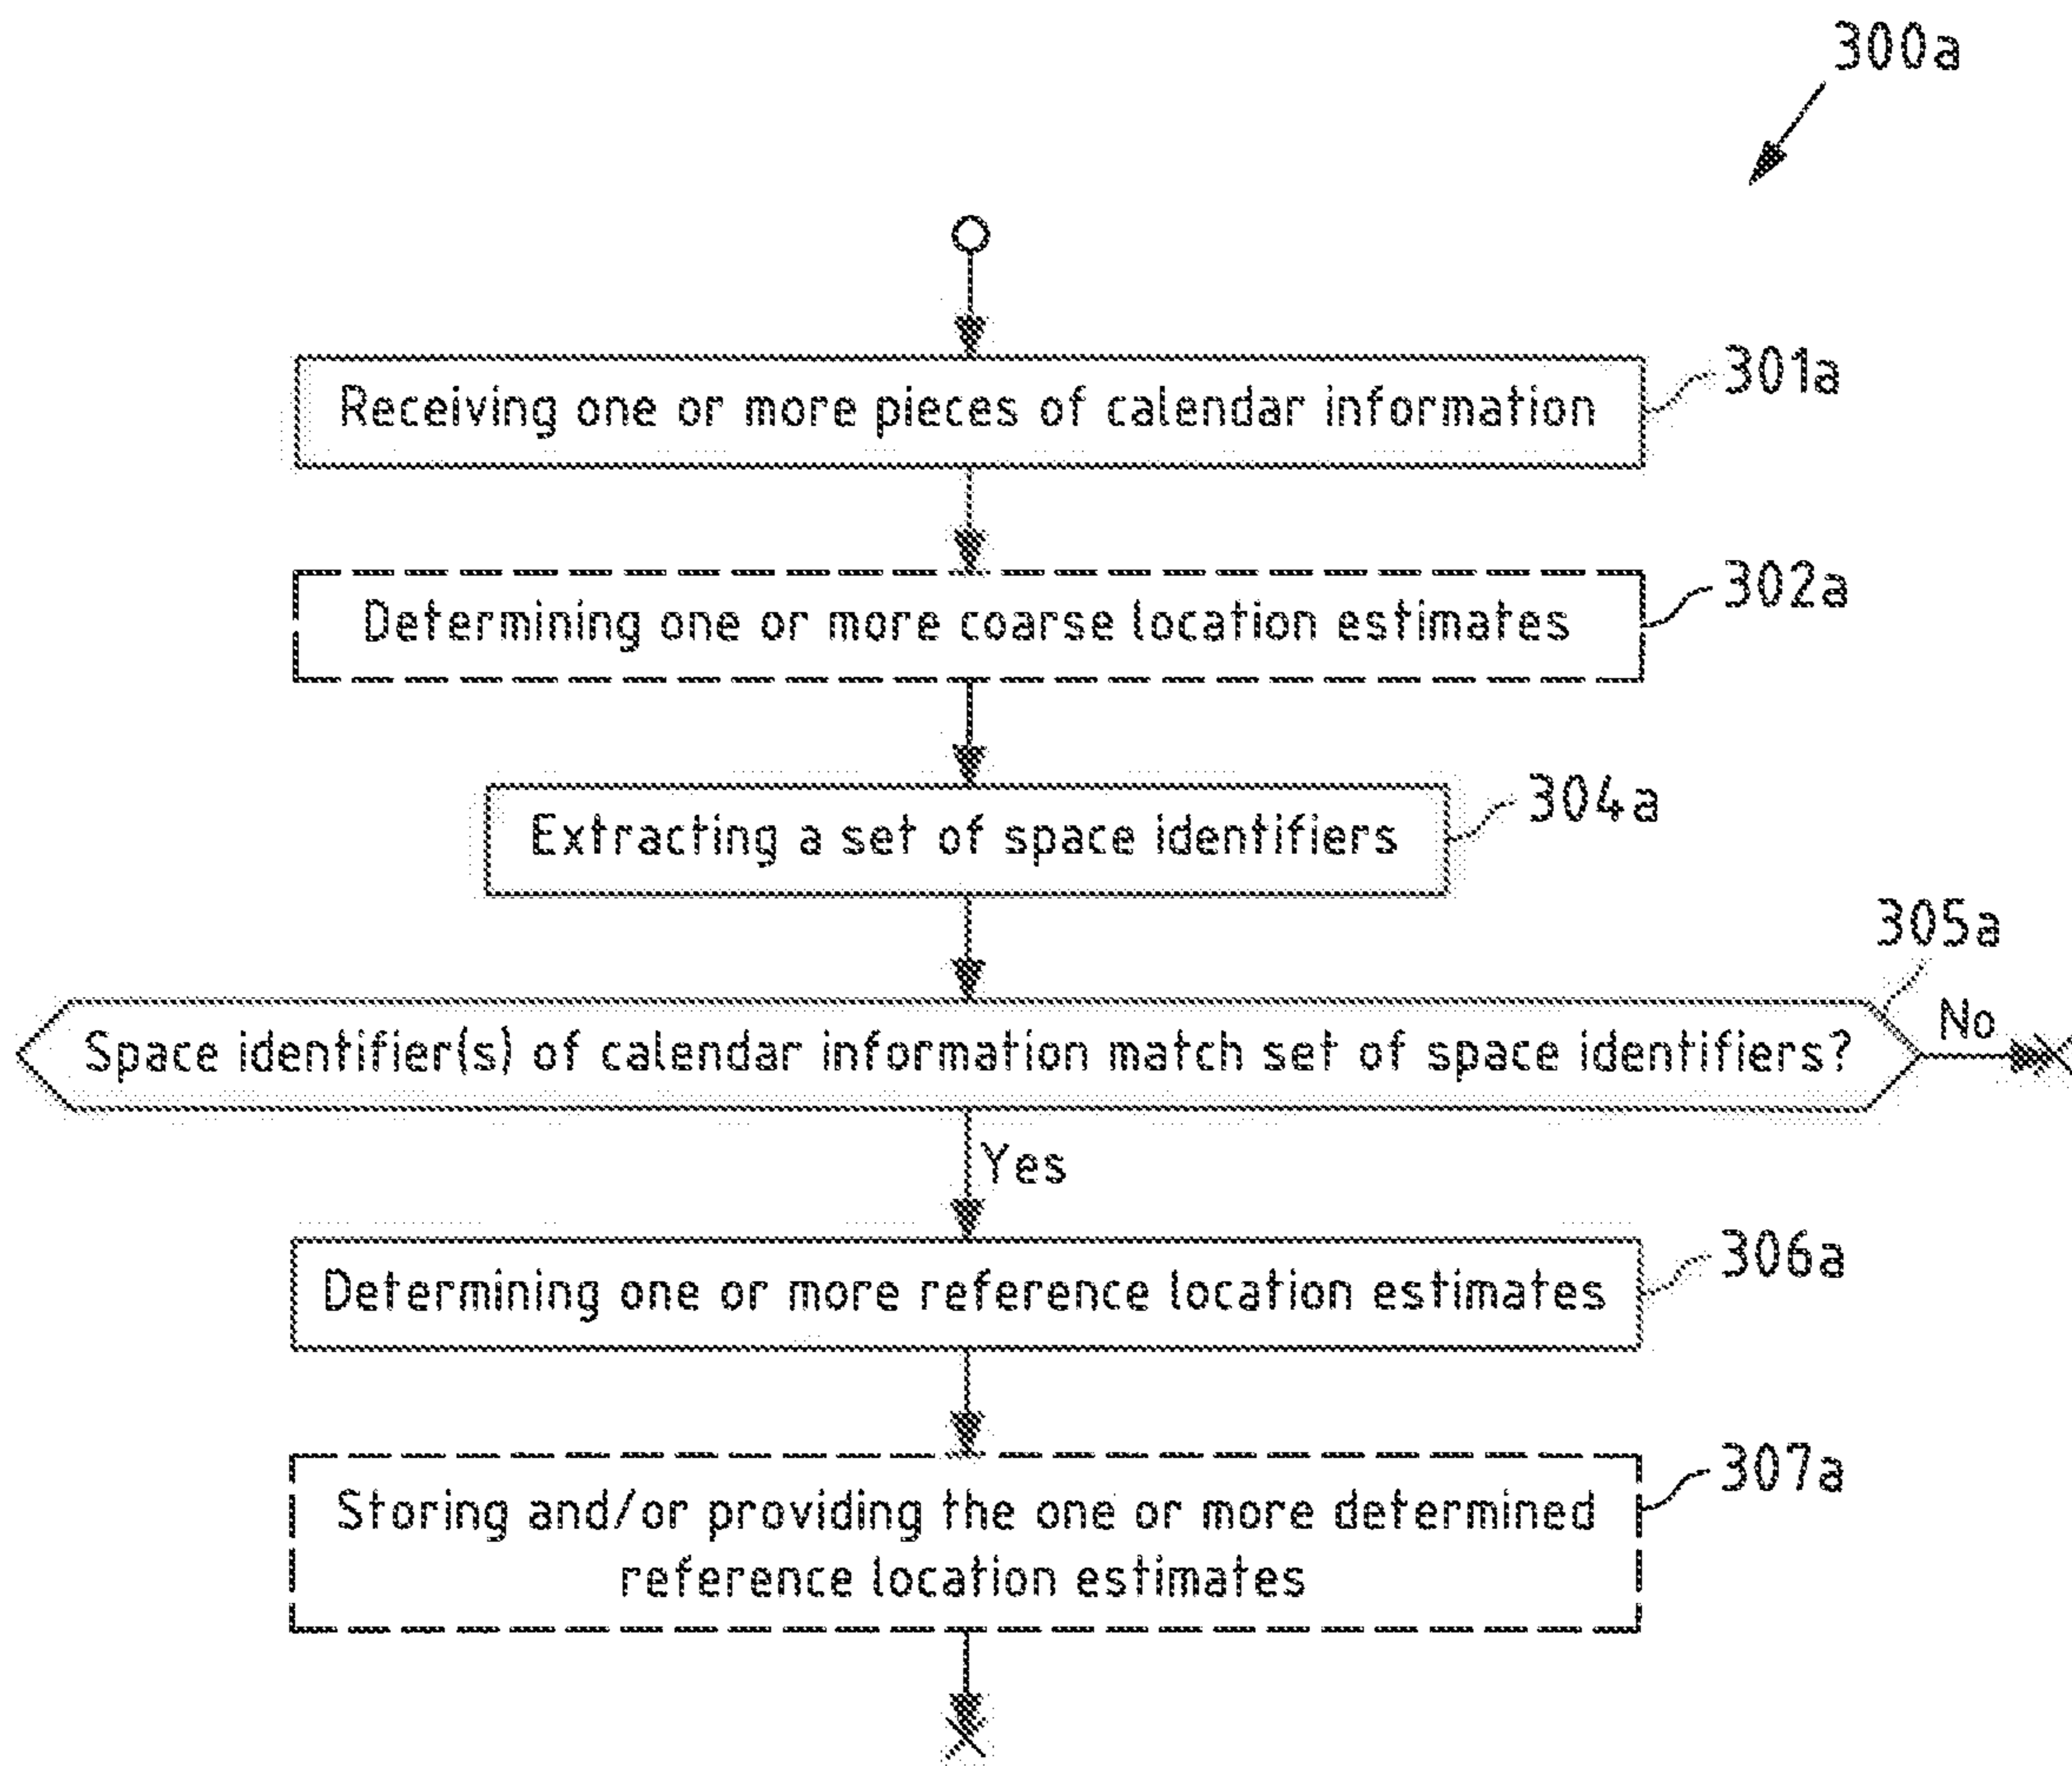 300a
Receiving one or more pieces of calendar information
301a
Determining one or more coarse location estimates
302a
Extracting a set of space identifiers
304a
305a
Space identifier(s) of calendar information match set of space identifiers?
No
Yes
Determining one or more reference location estimates
306a
Storing and/or providing the one or more determined
reference location estimates
307a